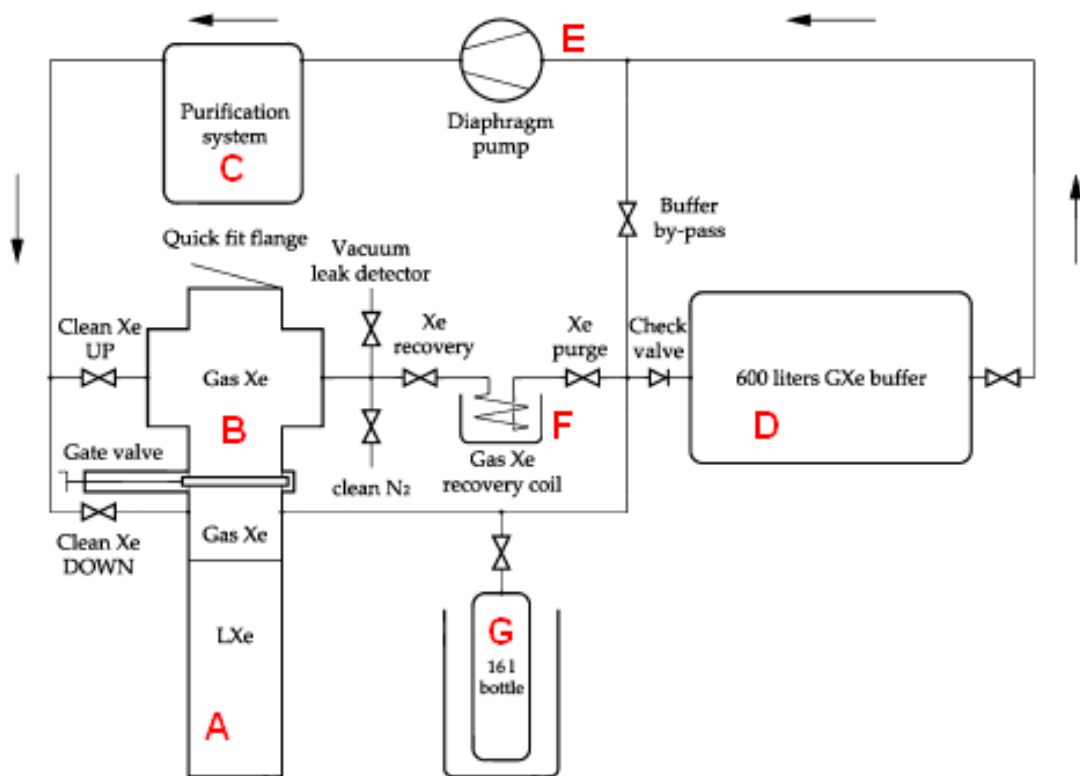 E
Purification
system
C
Diaphragm
pump
Buffer
by-pass
Quick fit flange
Vacuum
leak detector
Clean Xe
UP
Gas Xe
B
Xe
recovery
Xe
purge
Check
valve
600 liters GXe buffer
D
F
Gas Xe
recovery coil
Gate valve
clean N2
Clean Xe
DOWN
Gas Xe
LXe
A
G
16 l
bottle